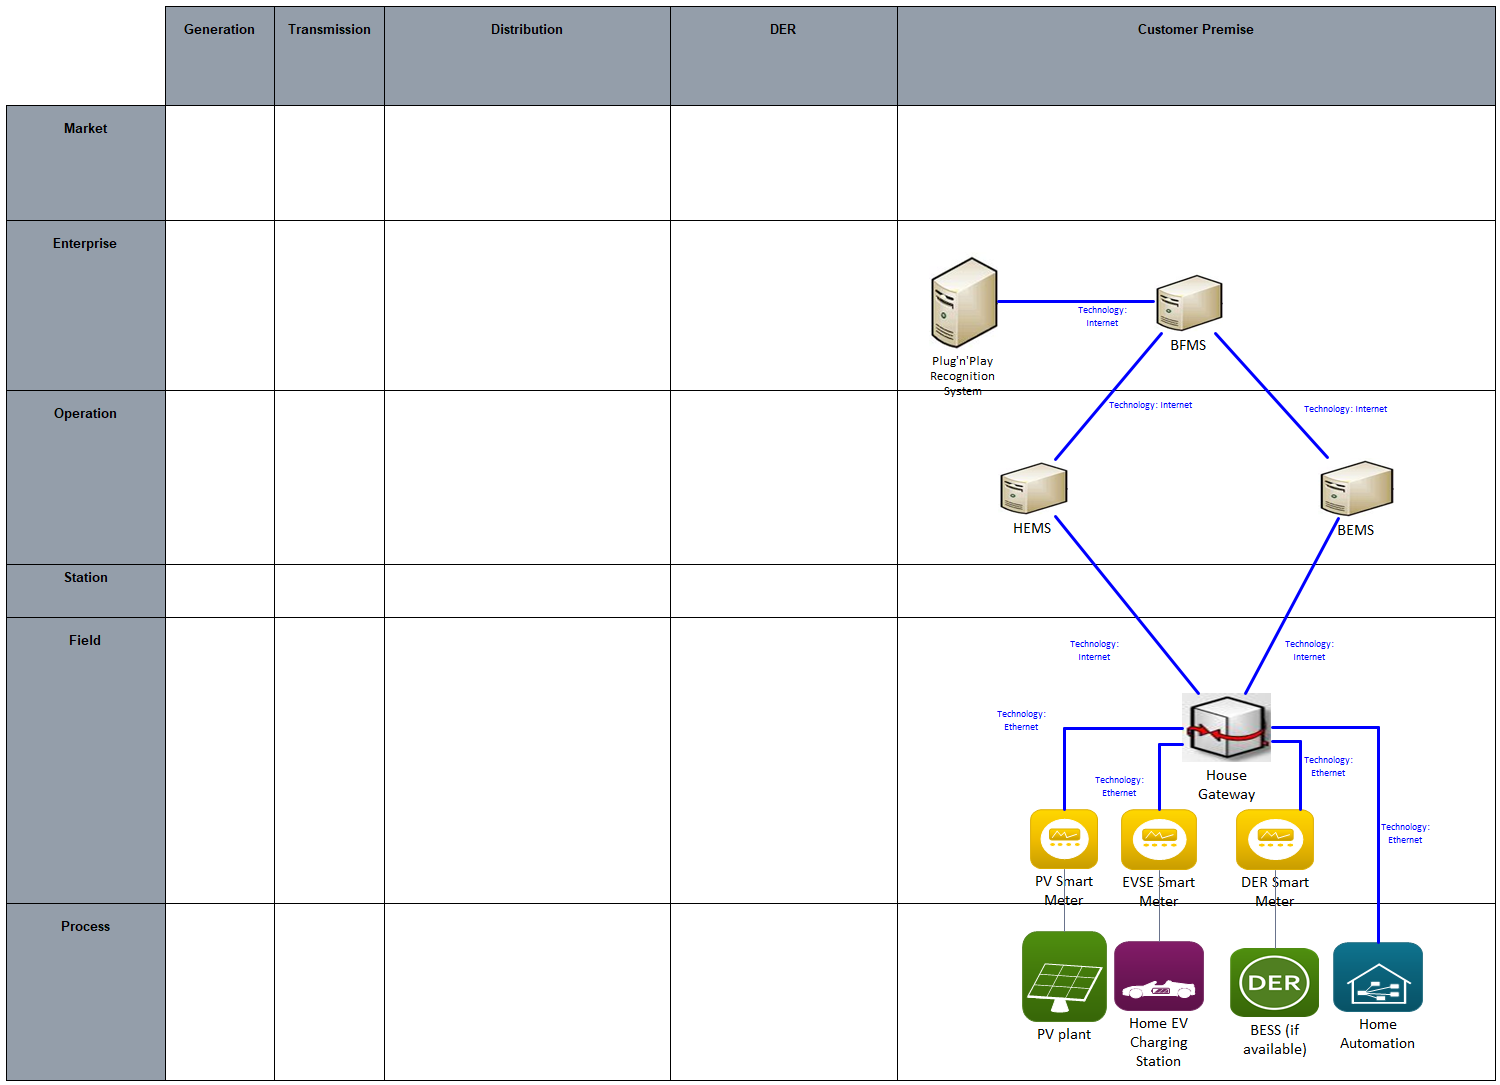 Generation
Transmission
Distribution
DER
Customer Premise
Market
Enterprise
Technology:
Internet
BFMS
Plug'n'Play
Recognition
System
Operation
Technology: Internet
Technology: Internet
HEMS
BEMS
Station
Field
Technology:
Internet
Technology:
Internet
Technology:
Ethernet
House
Gateway
Technology:
Ethernet
Technology:
Ethernet
Technology:
Ethernet
PV Smart
Meter
EVSE Smart
Meter
DER Smart
Meter
Process
DER
PV plant
Home EV
Charging
Station
BESS (if
available)
Home
Automation